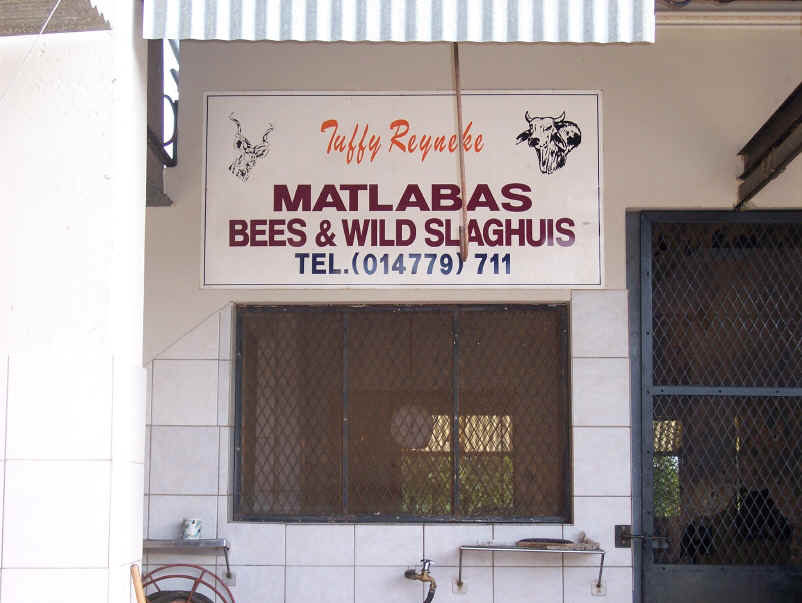 Tuffy Reyneke
MATLABAS
BEES & WILD SLAGHUIS
TEL.(014779) 711